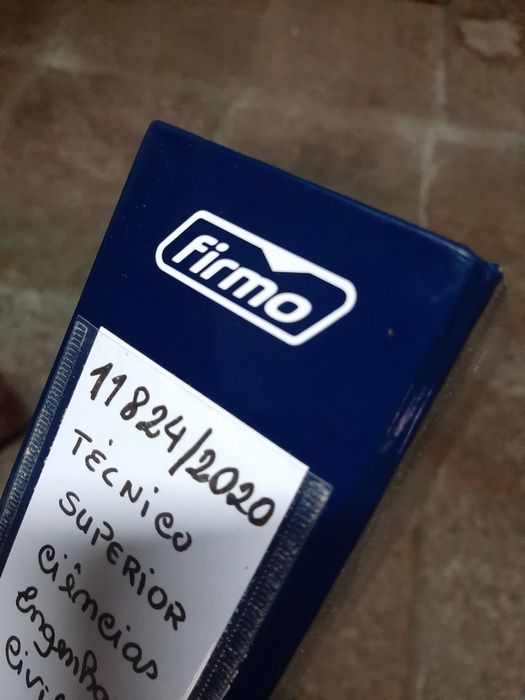 Firmo
11824/2020
TÉCNICO
SUPERIOR
Ciências